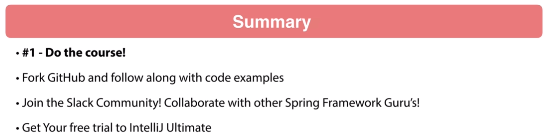 Summary
• #1 - Do the course!
• Fork GitHub and follow along with code examples
• Join the Slack Community! Collaborate with other Spring Framework Guru's!
• Get Your free trial to IntelliJ Ultimate